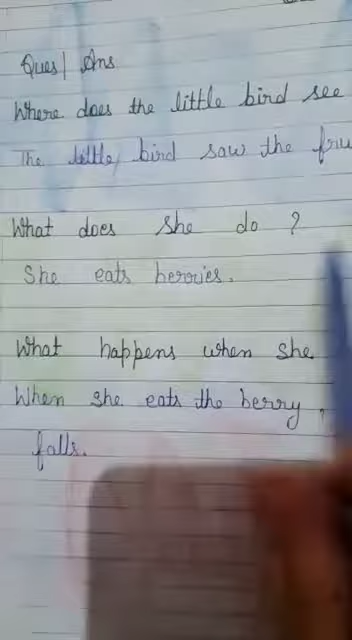 Ques/ Ans
Where does the little bird see
The little bird saw the
What does she do ?
She eats berries.
What happens when she
When she eats the berry,
falls.